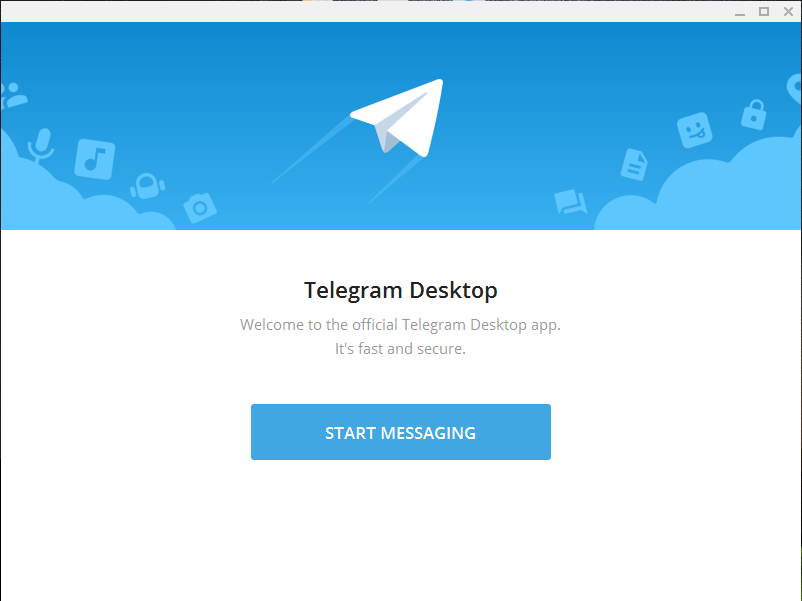 Telegram Desktop
Welcome to the official Telegram Desktop app.
It's fast and secure.
START MESSAGING